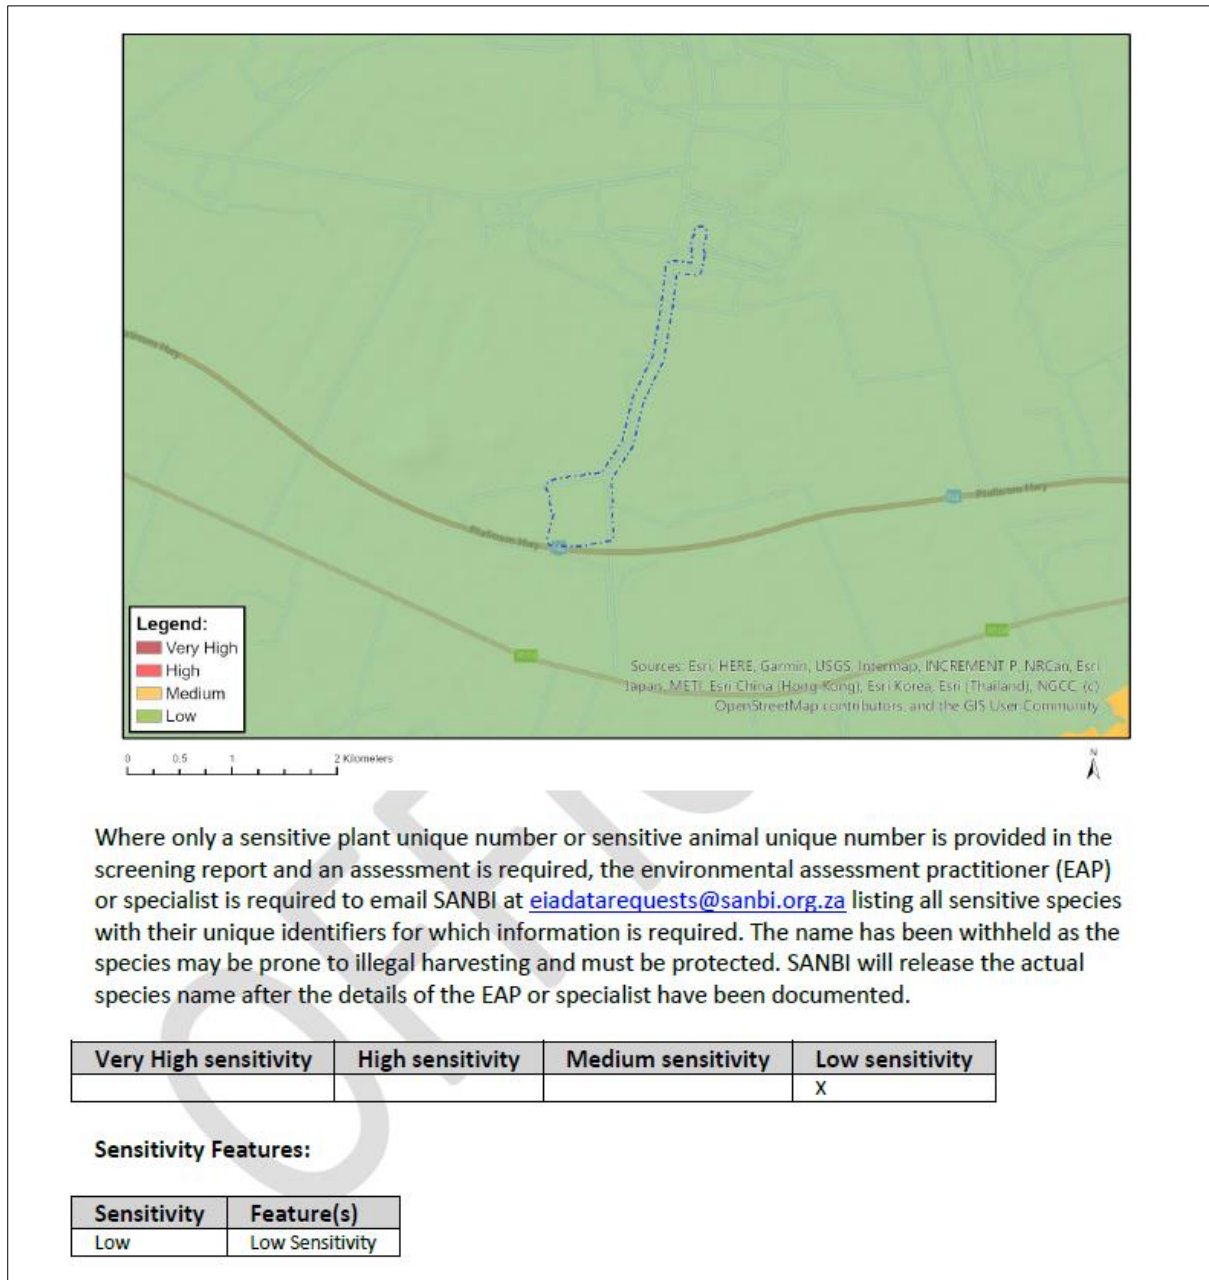 Platinum Hwy
Platinum Hwy
Platinum Hwy
Legend:
Very High
High
Medium
Low
Sources: Esri, HERE, Garmin, USGS, Intermap, INCREMENT P, NRCan, Esri
Japan, METI, Esri China (Hong Kong), Esri Korea, Esri (Thailand), NGCC, (c)
OpenStreetMap contributors, and the GIS User Community
0 0.5 1 2 Kilometers
N
Where only a sensitive plant unique number or sensitive animal unique number is provided in the
screening report and an assessment is required, the environmental assessment practitioner (EAP)
or specialist is required to email SANBI at eiadatarequests@sanbi.org.za listing all sensitive species
with their unique identifiers for which information is required. The name has been withheld as the
species may be prone to illegal harvesting and must be protected. SANBI will release the actual
species name after the details of the EAP or specialist have been documented.
Very High sensitivity High sensitivity Medium sensitivity Low sensitivity
X
Sensitivity Features:
Sensitivity Feature(s)
Low Low Sensitivity